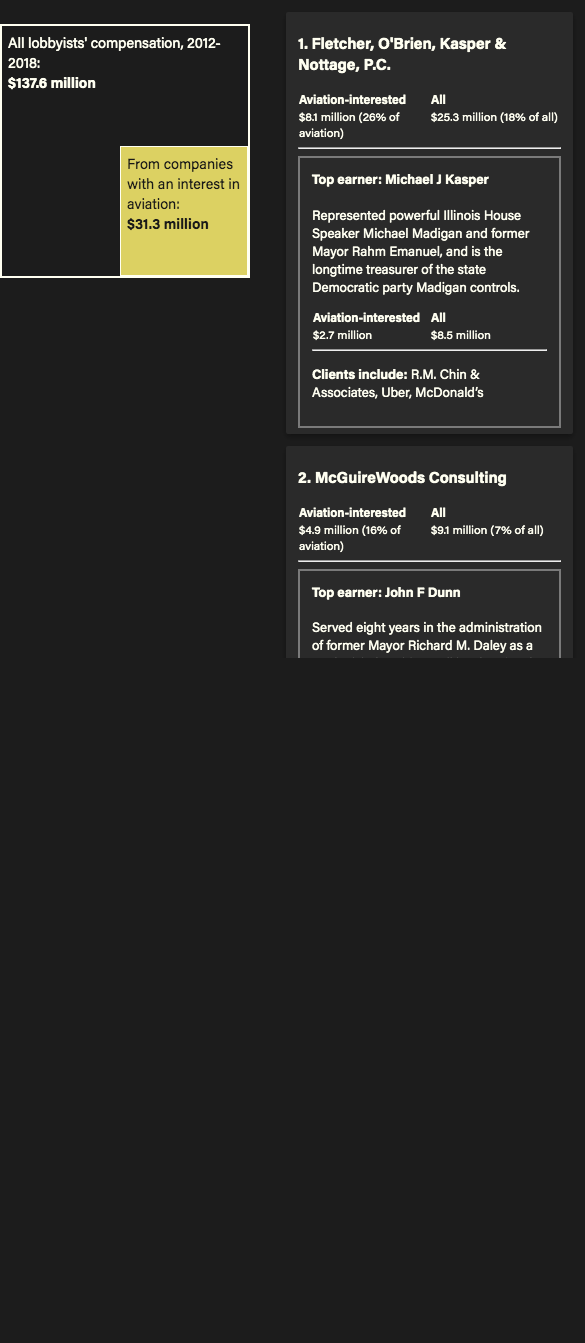 All lobbyists' compensation, 2012-
2018:
$137.6 million
From companies
with an interest in
aviation:
$31.3 million
1. Fletcher, O'Brien, Kasper &
Nottage, P.C.
Aviation-interested All
$8.1 million (26% of $25.3 million (18% of all)
aviation)
Top earner: Michael J Kasper
Represented powerful Illinois House
Speaker Michael Madigan and former
Mayor Rahm Emanuel, and is the
longtime treasurer of the state
Democratic party Madigan controls.
Aviation-interested All
$2.7 million $8.5 million
Clients include: R.M. Chin &
Associates, Uber, McDonald’s
2. McGuireWoods Consulting
Aviation-interested All
$4.9 million (16% of $9.1 million (7% of all)
aviation)
Top earner: John F Dunn
Served eight years in the administration
of former Mayor Richard M. Daley as a